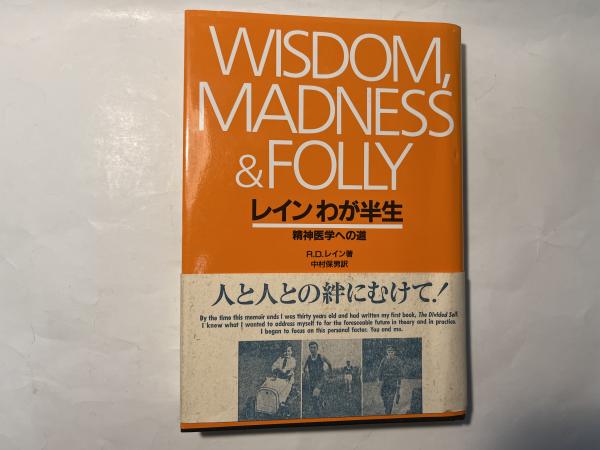 WISDOM,
MADNESS
&FOLLY
レイン わが半生
精神医学への道
R.D.レイン著
中村保男訳
人と人との絆にむけて!
By the time this memoir ends I was thirty years old and had written my first book, The Divided Self.
I knew what I wanted to address myself to for the foreseeable future in theory and in practice.
I began to focus on this personal factor. You and me.